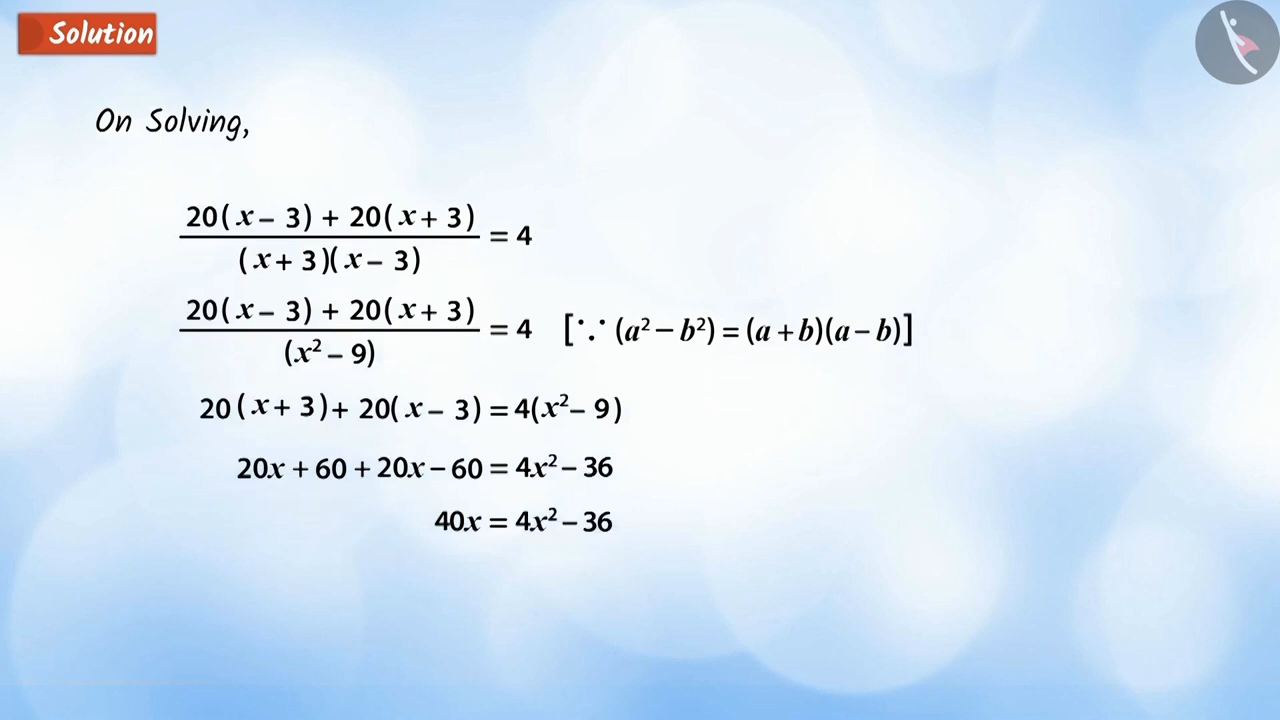 Solution
On Solving,
20(x – 3) + 20(x + 3)
= 4
(x + 3)(x – 3)
20(x – 3) + 20(x + 3)
= 4 [∵ (a² – b²) = (a + b)(a – b)]
(x² – 9)
20(x + 3) + 20(x – 3) = 4(x² – 9)
20x + 60 + 20x – 60 = 4x² – 36
40x = 4x² – 36